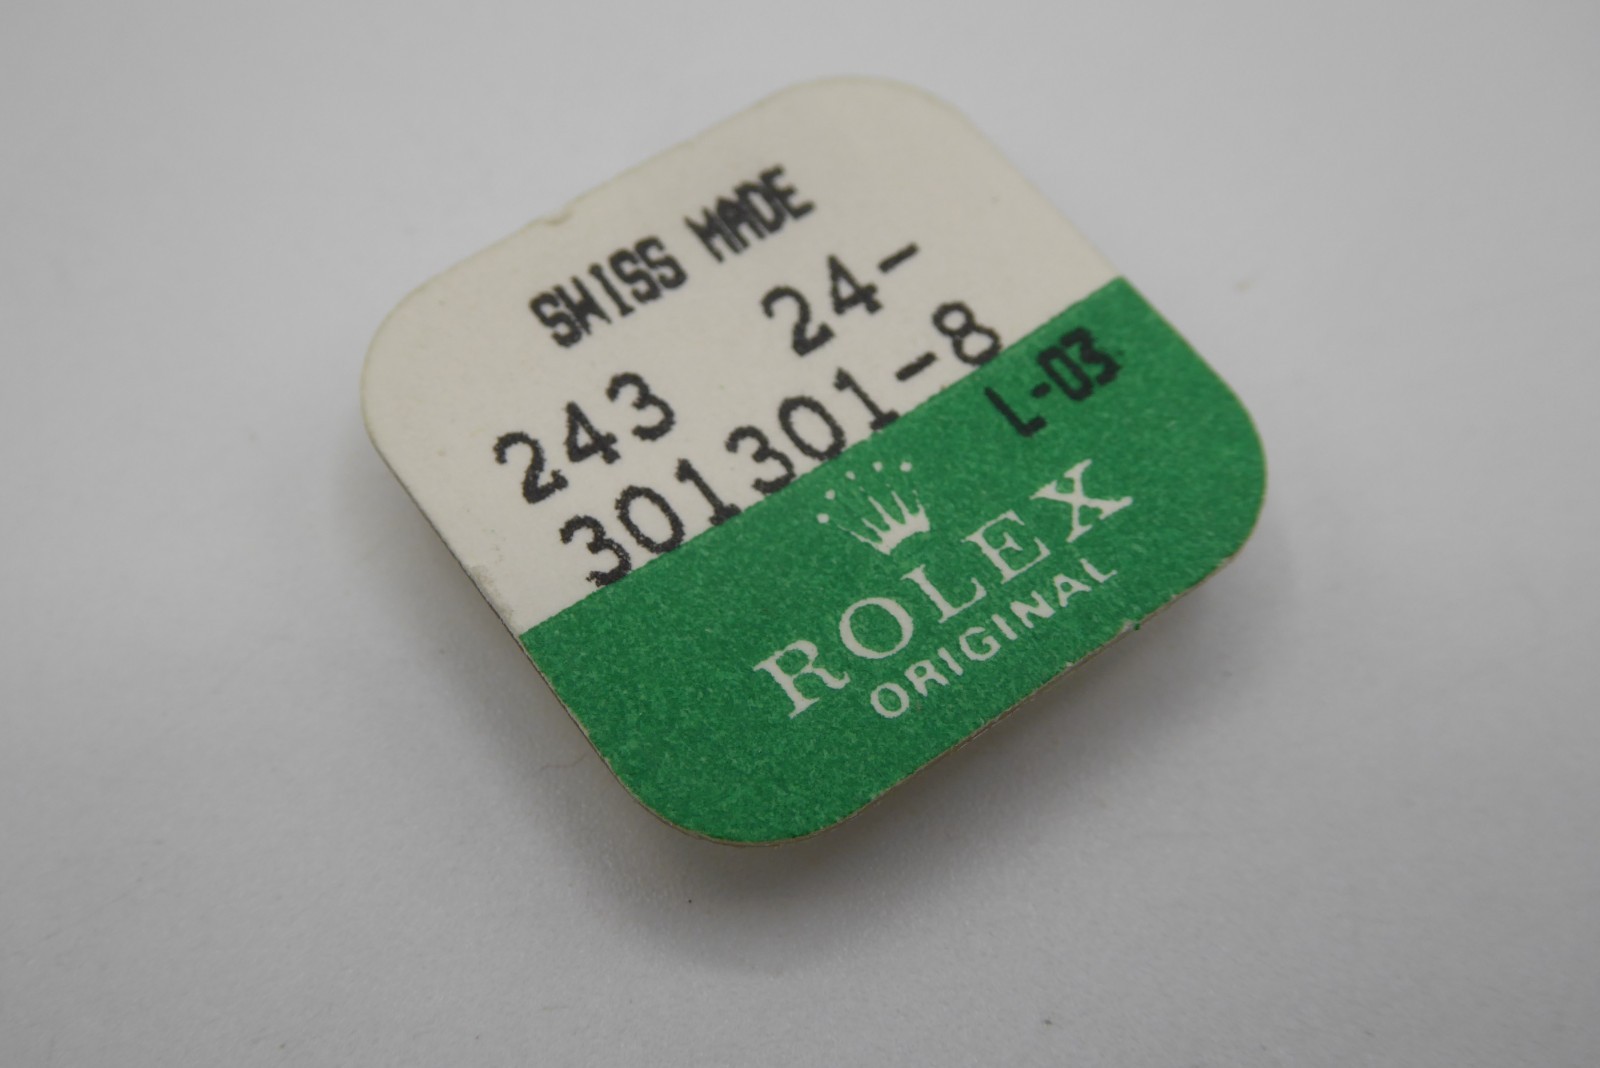 SWISS MADE
243 24-
301301-8
L-03
ROLEX
ORIGINAL